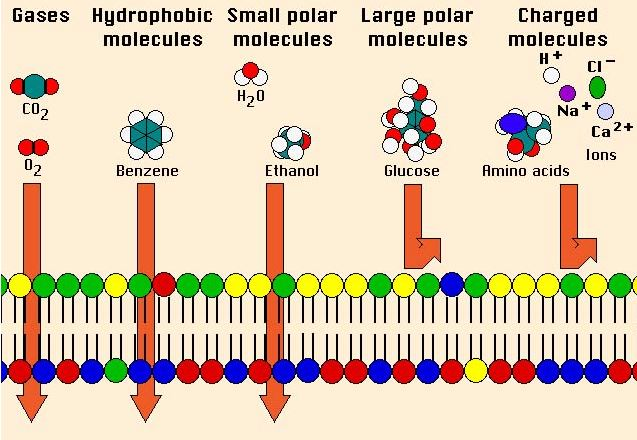 Gases
Hydrophobic
molecules
Small polar
molecules
Large polar
molecules
Charged
molecules
CO2
O2
Benzene
H2O
Ethanol
Glucose
Amino acids
H+
Cl−
Na+
Ca2+
Ions